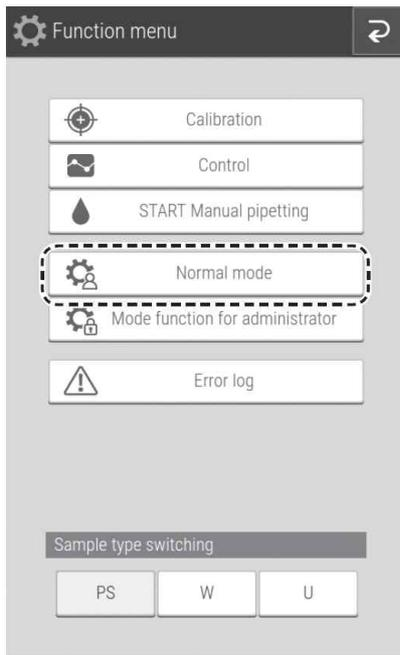 Function menu
Calibration
Control
START Manual pipetting
Normal mode
Mode function for administrator
Error log
Sample type switching
PS
W
U